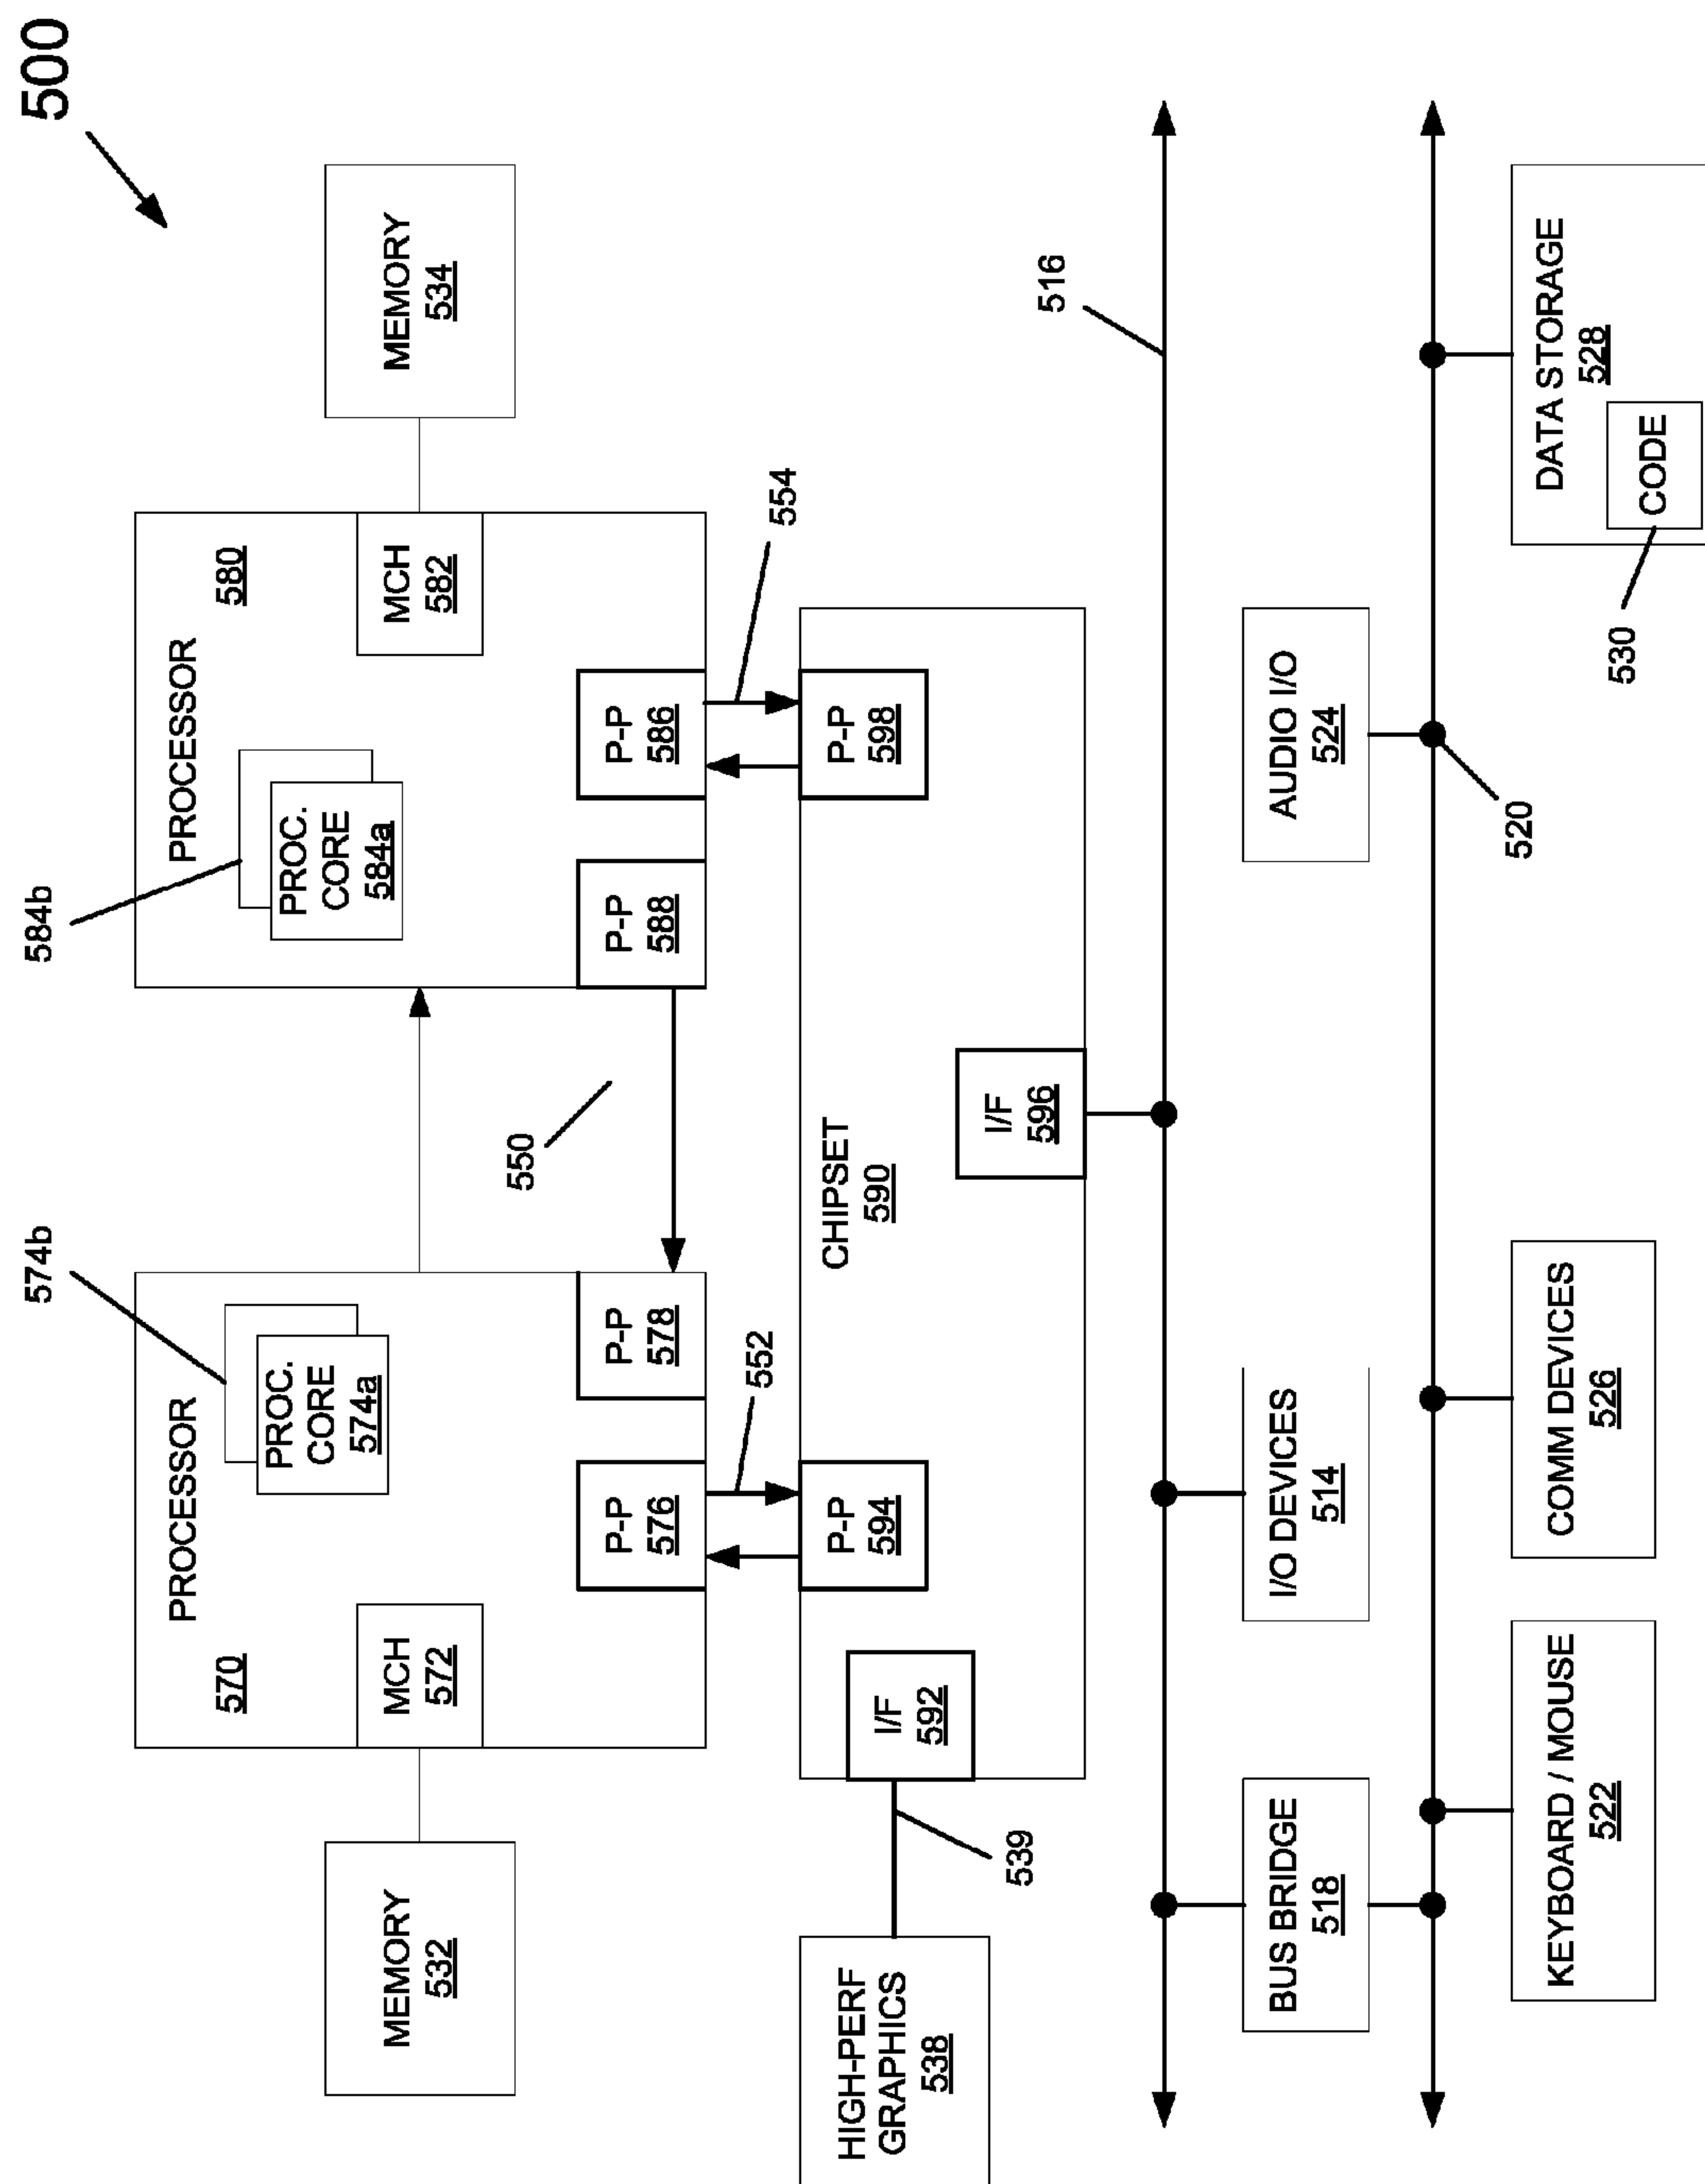 500
574b
584b
PROCESSOR
570
PROC.
CORE
574a
MCH
572
P-P
576
P-P
578
PROCESSOR
580
PROC.
CORE
584a
MCH
582
P-P
588
P-P
586
MEMORY
532
MEMORY
534
550
552
554
HIGH-PERF
GRAPHICS
538
539
I/F
592
P-P
594
CHIPSET
590
P-P
598
I/F
596
516
BUS BRIDGE
518
I/O DEVICES
514
AUDIO I/O
524
520
KEYBOARD / MOUSE
522
COMM DEVICES
526
DATA STORAGE
528
CODE
530